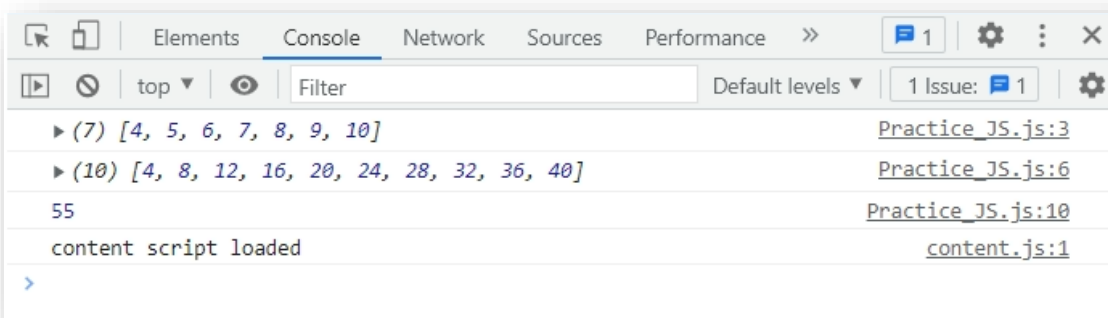 Elements Console Network Sources Performance » 1
top ▼ Filter Default levels ▼ 1 Issue: 1
▶ (7) [4, 5, 6, 7, 8, 9, 10] Practice_JS.js:3
▶ (10) [4, 8, 12, 16, 20, 24, 28, 32, 36, 40] Practice_JS.js:6
55 Practice_JS.js:10
content script loaded content.js:1
>